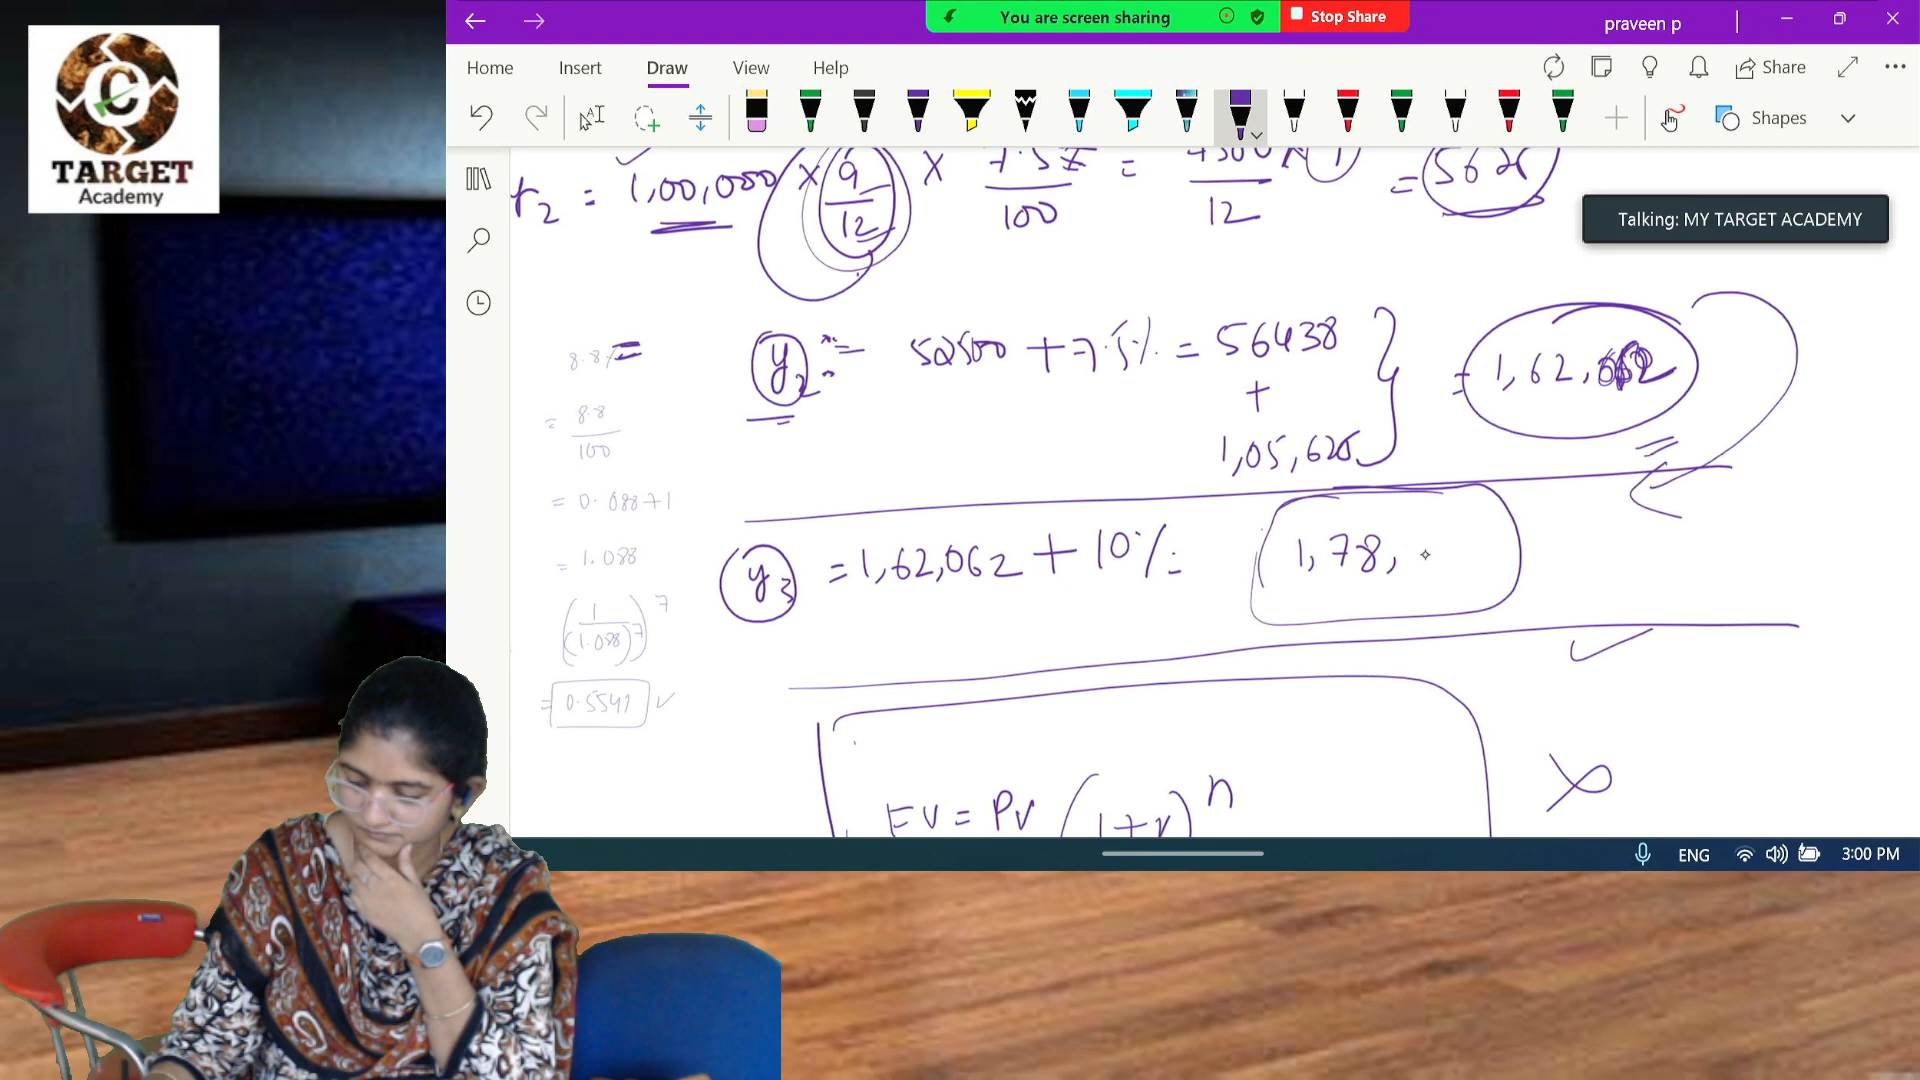 TARGET
Academy
You are screen sharing
Stop Share
praveen p
Home Insert Draw View Help
Share
Shapes
Talking: MY TARGET ACADEMY
r2 = 1,00,000 × 9/12 × 7.5%/100 = 4500/12 = 562
8.8%
= 8.8/100
= 0.088+1
= 1.088
(1/(1.088)7)7
= 0.5541 ✓
y2 = 52500 + 7.5% = 56438
+
1,05,625
= 1,62,062
y3 = 1,62,062 + 10% = 1,78,
FV = PV (1+r)n
ENG 3:00 PM